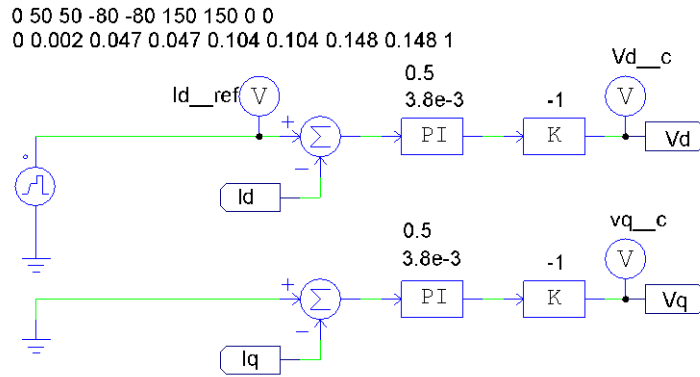 0 50 50 -80 -80 150 150 0 0
0 0.002 0.047 0.047 0.104 0.104 0.148 0.148 1
Vd__c
0.5
Id__ref V 3.8e-3 -1 V
+ Σ PI K Vd
−
Id
vq__c
0.5
3.8e-3 -1 V
+ Σ PI K Vq
−
Iq